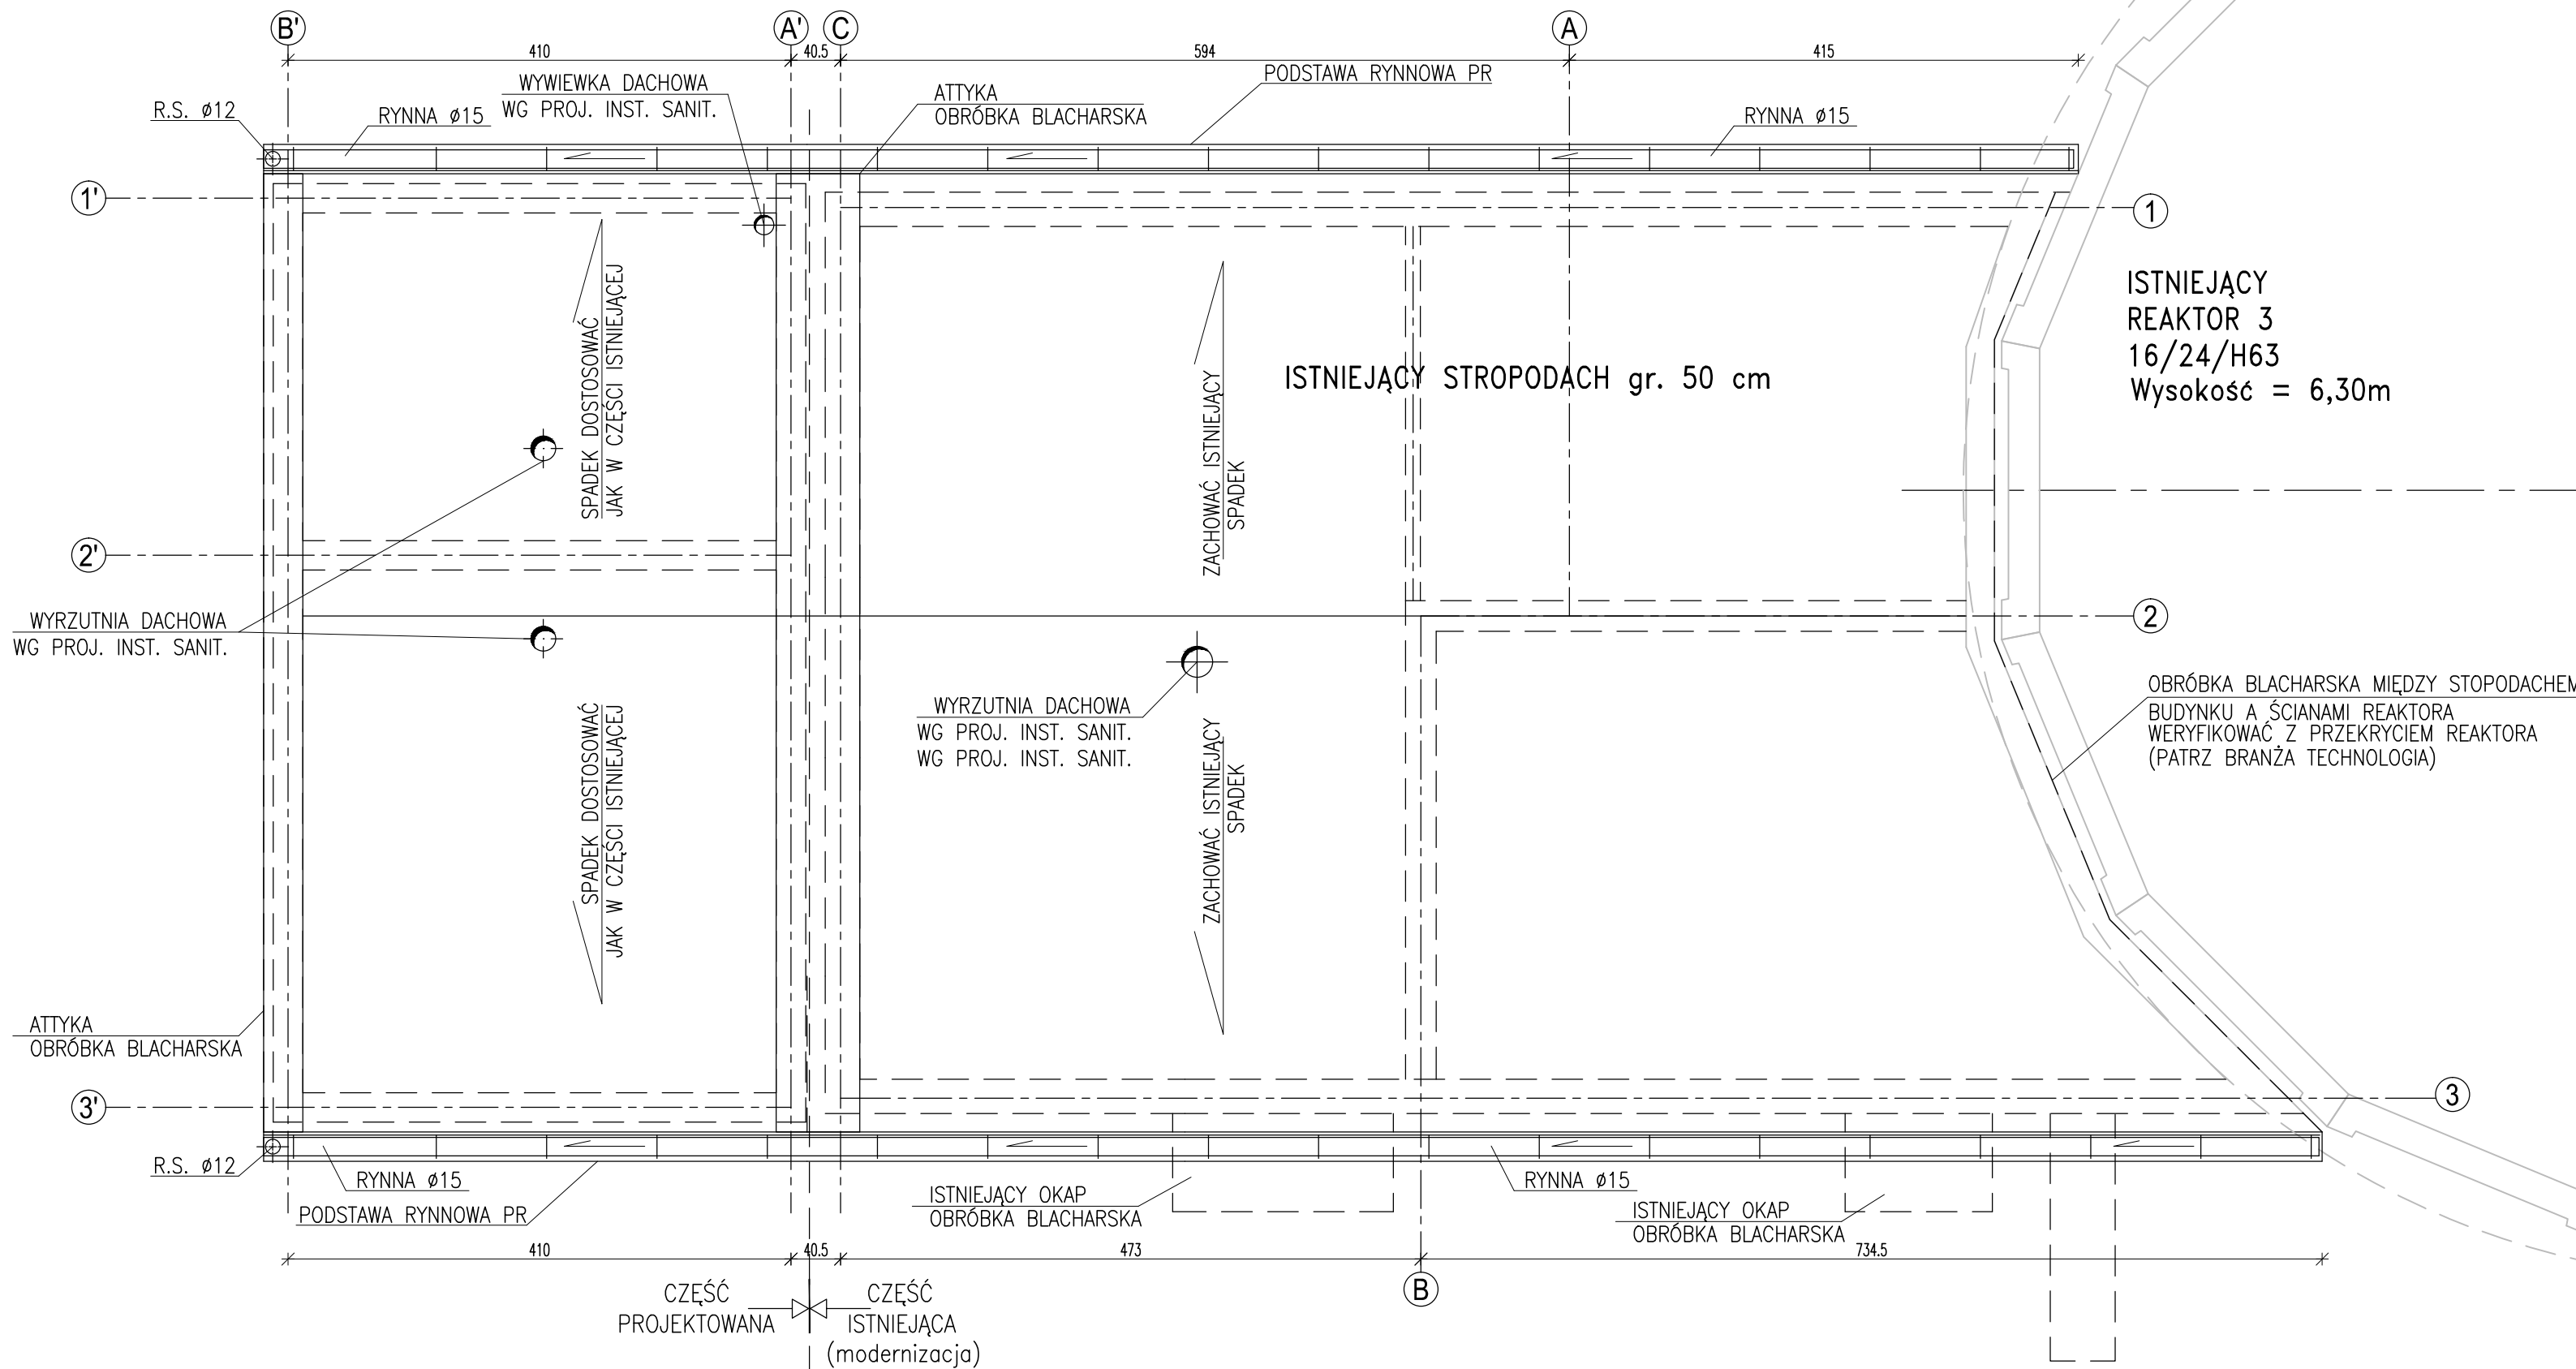 B'
A'
C
A
410
40.5
594
415
WYWIEWKA DACHOWA
WG PROJ. INST. SANIT.
PODSTAWA RYNNOWA PR
ATTYKA
OBRÓBKA BLACHARSKA
R.S. ø12
RYNNA ø15
RYNNA ø15
1'
1
SPADEK DOSTOSOWAĆ
JAK W CZĘŚCI ISTNIEJĄCEJ
ZACHOWAĆ ISTNIEJĄCY
SPADEK
ISTNIEJĄCY STROPODACH gr. 50 cm
ISTNIEJĄCY
REAKTOR 3
16/24/H63
Wysokość = 6,30m
2'
2
WYRZUTNIA DACHOWA
WG PROJ. INST. SANIT.
WYRZUTNIA DACHOWA
WG PROJ. INST. SANIT.
WG PROJ. INST. SANIT.
OBRÓBKA BLACHARSKA MIĘDZY STOPODACHEM
BUDYNKU A ŚCIANAMI REAKTORA
WERYFIKOWAĆ Z PRZEKRYCIEM REAKTORA
(PATRZ BRANŻA TECHNOLOGIA)
SPADEK DOSTOSOWAĆ
JAK W CZĘŚCI ISTNIEJĄCEJ
ZACHOWAĆ ISTNIEJĄCY
SPADEK
ATTYKA
OBRÓBKA BLACHARSKA
3'
3
R.S. ø12
RYNNA ø15
PODSTAWA RYNNOWA PR
ISTNIEJĄCY OKAP
OBRÓBKA BLACHARSKA
RYNNA ø15
ISTNIEJĄCY OKAP
OBRÓBKA BLACHARSKA
410
40.5
473
734.5
B
CZĘŚĆ
PROJEKTOWANA
CZĘŚĆ
ISTNIEJĄCA
(modernizacja)